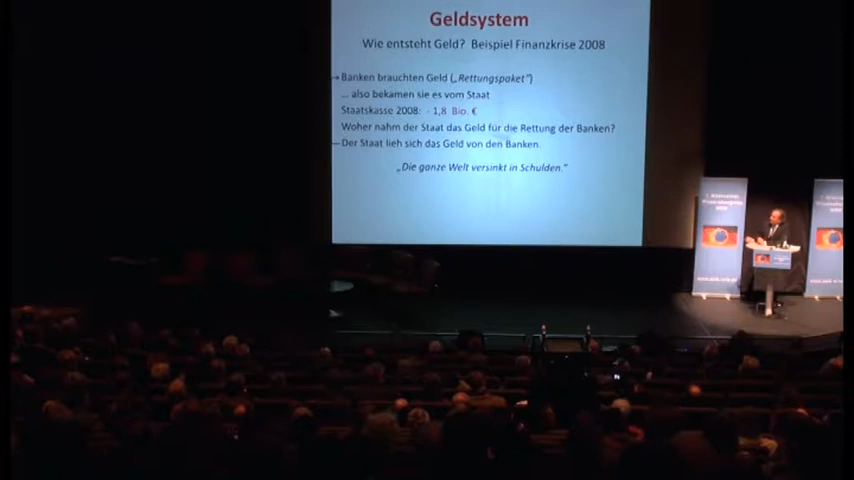 Geldsystem
Wie entsteht Geld? Beispiel Finanzkrise 2008
→Banken brauchten Geld („Rettungspaket")
... also bekamen sie es vom Staat
Staatskasse 2008: - 1,8 Bio. €
Woher nahm der Staat das Geld für die Rettung der Banken?
Der Staat lieh sich das Geld von den Banken.
„Die ganze Welt versinkt in Schulden."